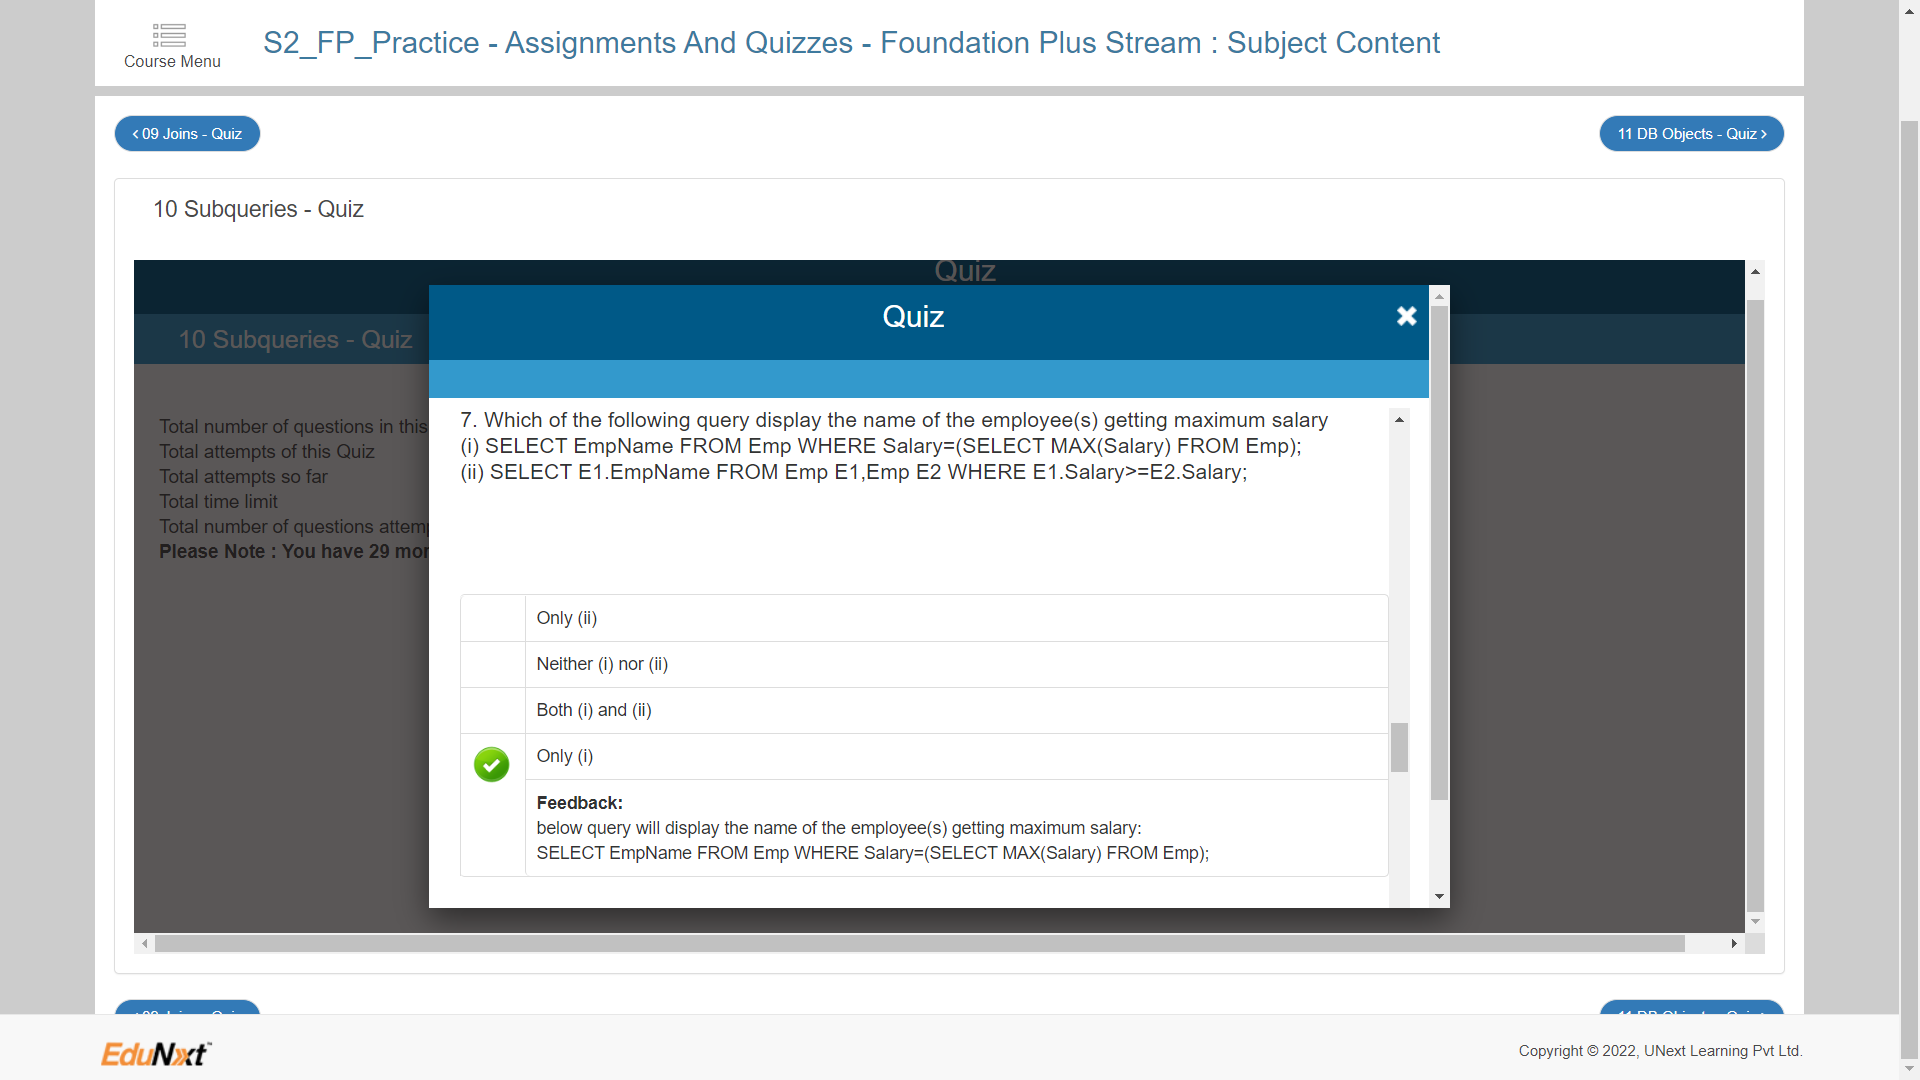 Course Menu
S2_FP_Practice - Assignments And Quizzes - Foundation Plus Stream : Subject Content
09 Joins - Quiz
11 DB Objects - Quiz
10 Subqueries - Quiz
Quiz
10 Subqueries - Quiz
Total number of questions in this
Total attempts of this Quiz
Total attempts so far
Total time limit
Total number of questions attemp
Please Note : You have 29 mor
Quiz
7. Which of the following query display the name of the employee(s) getting maximum salary
(i) SELECT EmpName FROM Emp WHERE Salary=(SELECT MAX(Salary) FROM Emp);
(ii) SELECT E1.EmpName FROM Emp E1,Emp E2 WHERE E1.Salary>=E2.Salary;
Only (ii)
Neither (i) nor (ii)
Both (i) and (ii)
Only (i)
Feedback:
below query will display the name of the employee(s) getting maximum salary:
SELECT EmpName FROM Emp WHERE Salary=(SELECT MAX(Salary) FROM Emp);
EduNxt
Copyright © 2022, UNext Learning Pvt Ltd.